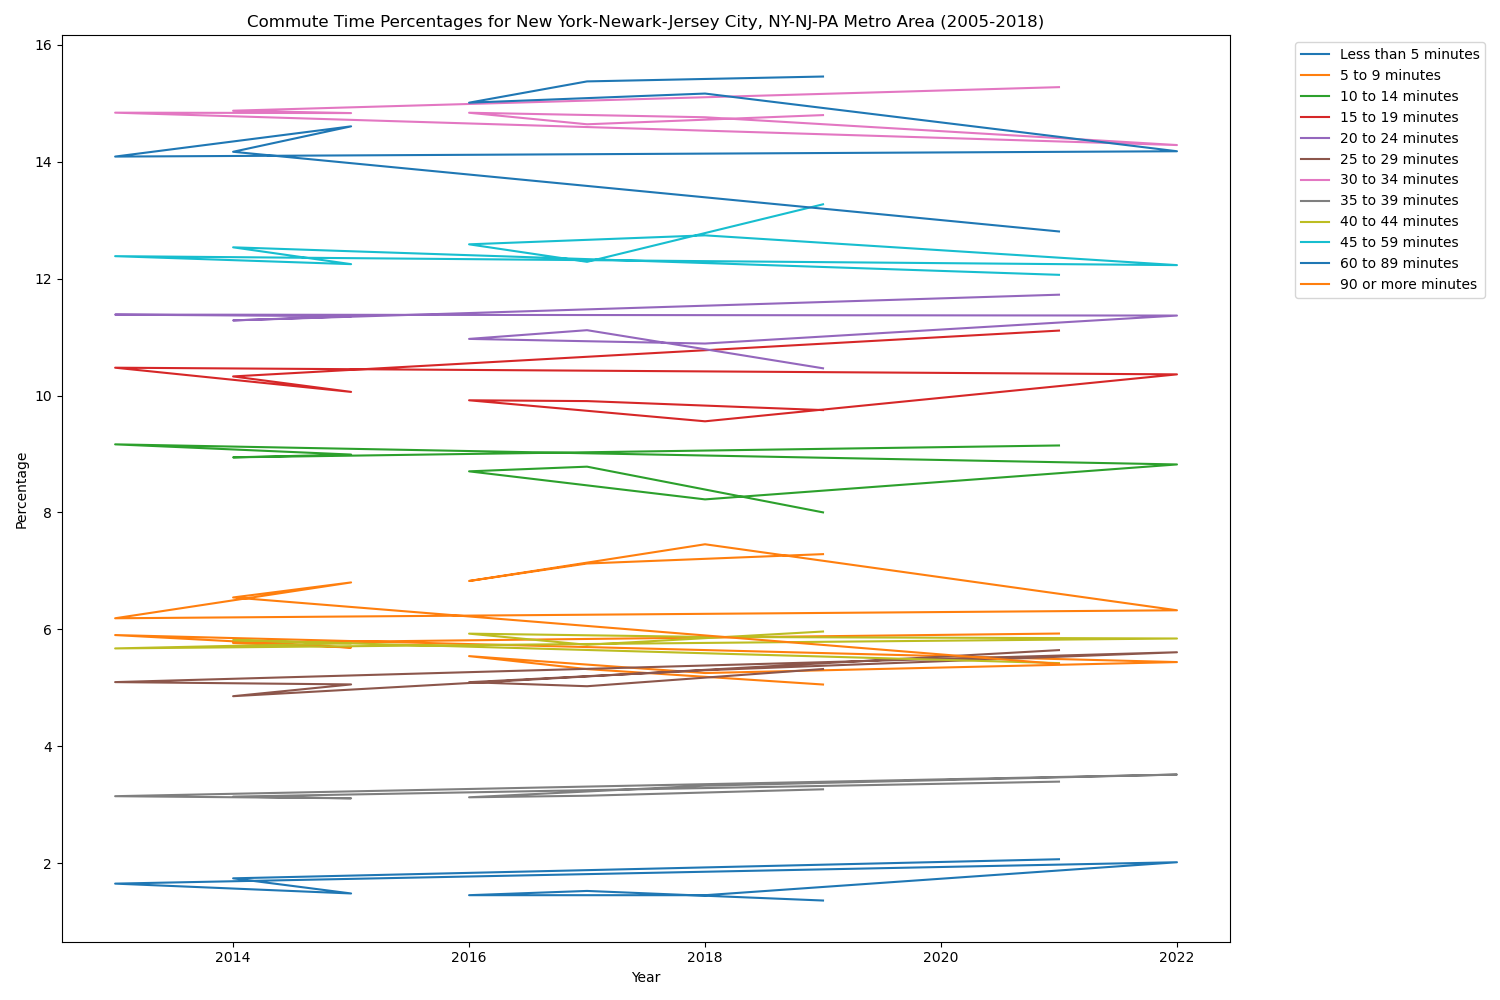 Commute Time Percentages for New York-Newark-Jersey City, NY-NJ-PA Metro Area (2005-2018)
16
14
12
10
8
6
4
2
Percentage
2014
2016
2018
2020
2022
Year
Less than 5 minutes
5 to 9 minutes
10 to 14 minutes
15 to 19 minutes
20 to 24 minutes
25 to 29 minutes
30 to 34 minutes
35 to 39 minutes
40 to 44 minutes
45 to 59 minutes
60 to 89 minutes
90 or more minutes